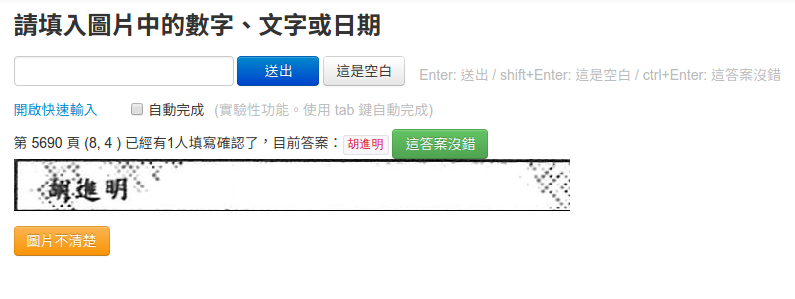 請填入圖片中的數字、文字或日期
送出 這是空白 Enter: 送出 / shift+Enter: 這是空白 / ctrl+Enter: 這答案沒錯
開啟快速輸入 自動完成 (實驗性功能。使用 tab 鍵自動完成)
第 5690 頁 (8, 4 ) 已經有1人填寫確認了，目前答案： 胡進明 這答案沒錯
胡進明
圖片不清楚